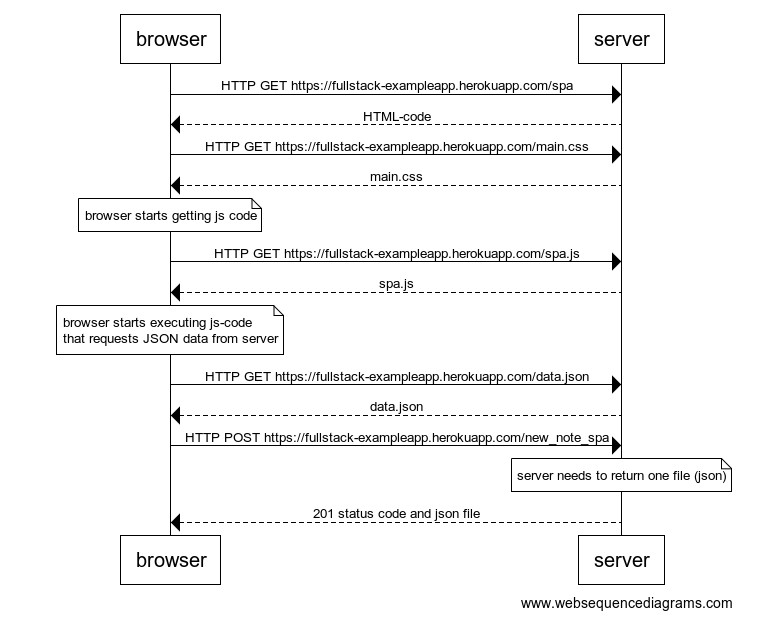 browser
server
HTTP GET https://fullstack-exampleapp.herokuapp.com/spa
HTML-code
HTTP GET https://fullstack-exampleapp.herokuapp.com/main.css
main.css
browser starts getting js code
HTTP GET https://fullstack-exampleapp.herokuapp.com/spa.js
spa.js
browser starts executing js-code
that requests JSON data from server
HTTP GET https://fullstack-exampleapp.herokuapp.com/data.json
data.json
HTTP POST https://fullstack-exampleapp.herokuapp.com/new_note_spa
server needs to return one file (json)
201 status code and json file
browser
server
www.websequencediagrams.com